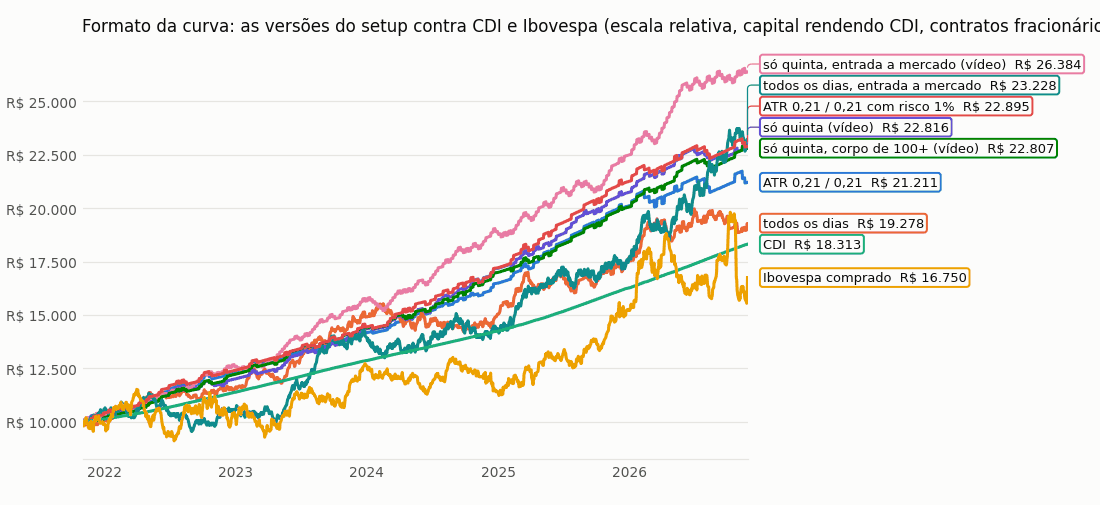 Formato da curva: as versões do setup contra CDI e Ibovespa (escala relativa, capital rendendo CDI, contratos fracionário
só quinta, entrada a mercado (vídeo) R$ 26.384
todos os dias, entrada a mercado R$ 23.228
ATR 0,21 / 0,21 com risco 1% R$ 22.895
só quinta (vídeo) R$ 22.816
só quinta, corpo de 100+ (vídeo) R$ 22.807
ATR 0,21 / 0,21 R$ 21.211
todos os dias R$ 19.278
CDI R$ 18.313
Ibovespa comprado R$ 16.750
R$ 25.000
R$ 22.500
R$ 20.000
R$ 17.500
R$ 15.000
R$ 12.500
R$ 10.000
2022 2023 2024 2025 2026